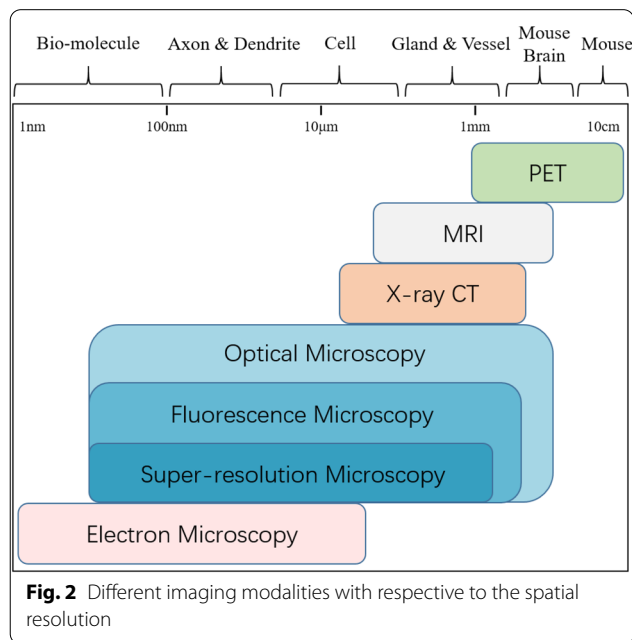 Bio-molecule Axon & Dendrite Cell Gland & Vessel Mouse Brain Mouse
1nm 100nm 10μm 1mm 10cm
PET
MRI
X-ray CT
Optical Microscopy
Fluorescence Microscopy
Super-resolution Microscopy
Electron Microscopy
Fig. 2 Different imaging modalities with respective to the spatial
resolution